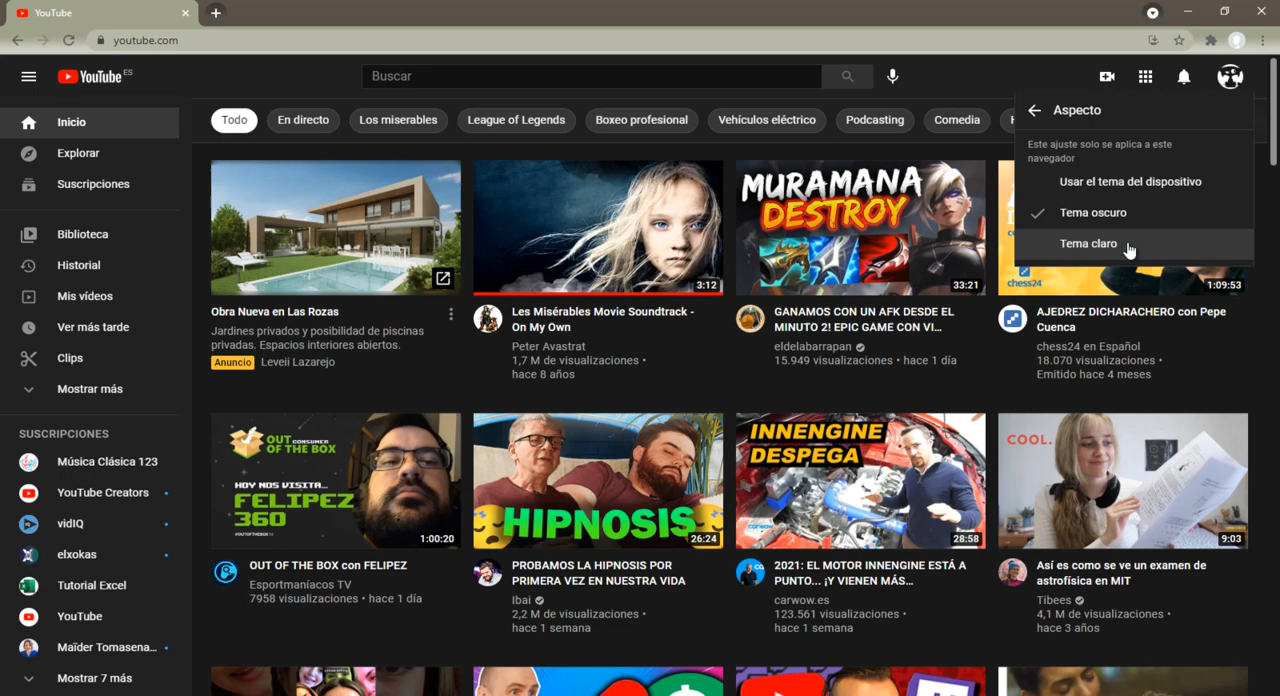 YouTube
youtube.com
YouTube ES
Buscar
Aspecto
Este ajuste solo se aplica a este
navegador
Usar el tema del dispositivo
Tema oscuro
Tema claro
Inicio
Explorar
Suscripciones
Biblioteca
Historial
Mis vídeos
Ver más tarde
Clips
Mostrar más
SUSCRIPCIONES
Música Clásica 123
YouTube Creators
vidIQ
elxokas
Tutorial Excel
YouTube
Maïder Tomasena...
Mostrar 7 más
Todo
En directo
Los miserables
League of Legends
Boxeo profesional
Vehículos eléctrico
Podcasting
Comedia
Obra Nueva en Las Rozas
Jardines privados y posibilidad de piscinas
privadas. Espacios interiores abiertos.
Anuncio Leveii Lazarejo
3:12
Les Misérables Movie Soundtrack -
On My Own
Peter Avastrat
1,7 M de visualizaciones •
hace 8 años
MURAMANA
DESTROY
33:21
GANAMOS CON UN AFK DESDE EL
MINUTO 2! EPIC GAME CON VI...
eldelabarrapan
15.949 visualizaciones • hace 1 día
chess24
1:09:53
AJEDREZ DICHARACHERO con Pepe
Cuenca
chess24 en Español
18.070 visualizaciones •
Emitido hace 4 meses
OUT CONSUMER
OF THE BOX
HOY NOS VISITA...
FELIPEZ
360
1:00:20
OUT OF THE BOX con FELIPEZ
Esportmaníacos TV
7958 visualizaciones • hace 1 día
HIPNOSIS
26:24
PROBAMOS LA HIPNOSIS POR
PRIMERA VEZ EN NUESTRA VIDA
Ibai
2,2 M de visualizaciones •
hace 1 semana
INNENGINE
DESPEGA
carwow
28:58
2021: EL MOTOR INNENGINE ESTÁ A
PUNTO... ¡Y VIENEN MÁS...
carwow.es
123.561 visualizaciones •
hace 1 semana
COOL.
9:03
Así es como se ve un examen de
astrofísica en MIT
Tibees
4,1 M de visualizaciones •
hace 3 años